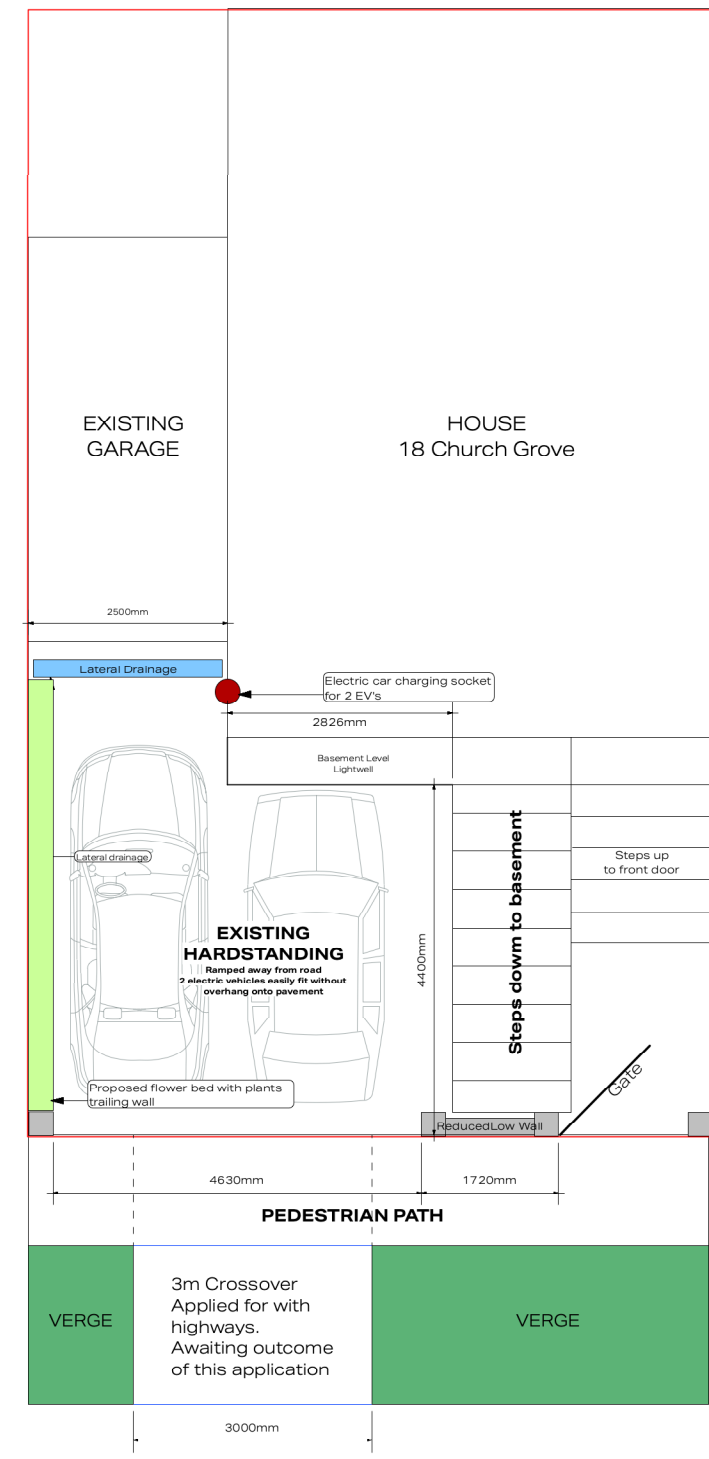 EXISTING
GARAGE
HOUSE
18 Church Grove
2500mm
Lateral Drainage
Electric car charging socket
for 2 EV's
2826mm
Basement Level
Lightwell
Steps up
to front door
Lateral drainage
Steps dowm to basement
EXISTING
HARDSTANDING
Ramped away from road
2 electric vehicles easily fit without
overhang onto pavement
4400mm
Proposed flower bed with plants
trailing wall
Gate
ReducedLow Wall
4630mm
1720mm
PEDESTRIAN PATH
3m Crossover
Applied for with
highways.
Awaiting outcome
of this application
VERGE
VERGE
3000mm